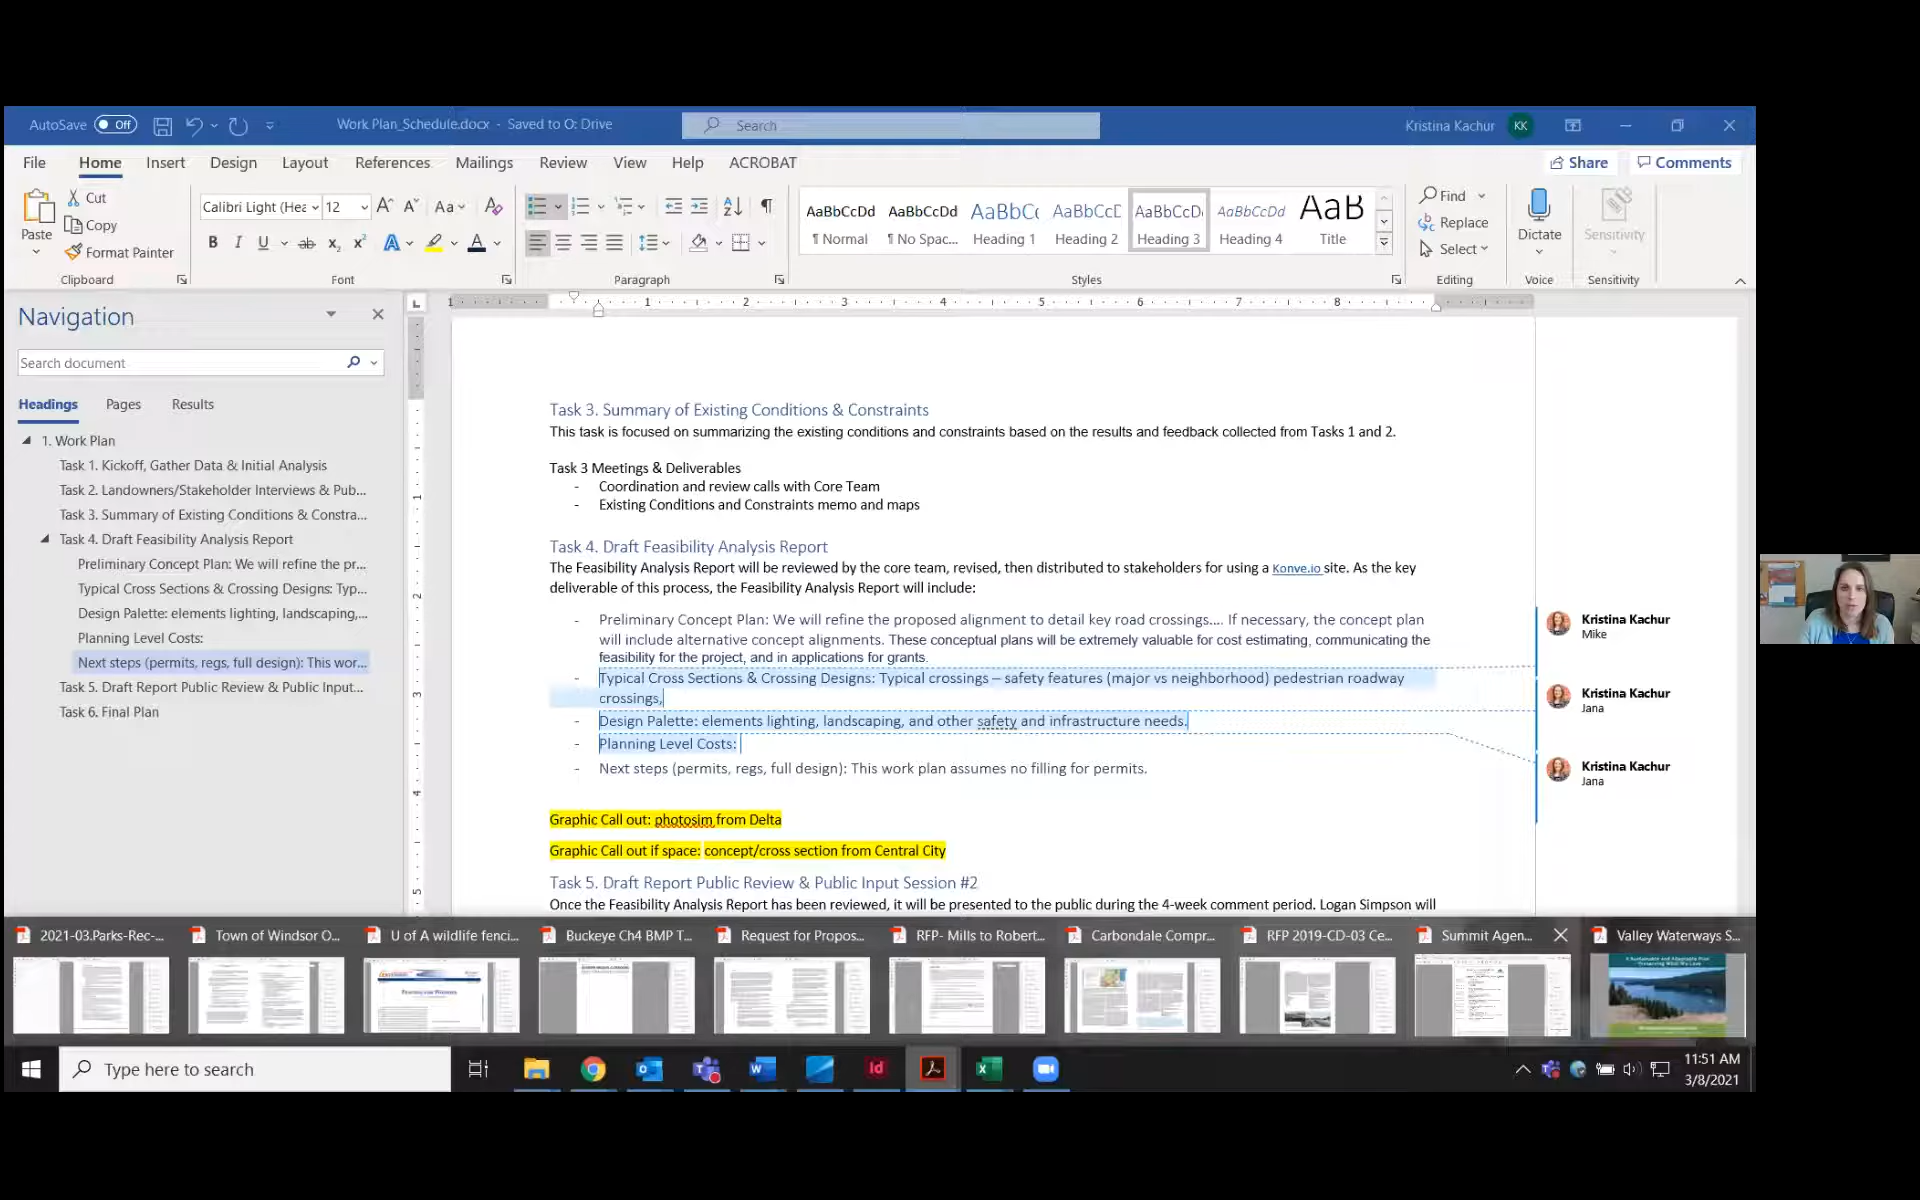 AutoSave Off Work Plan_Schedule.docx - Saved to O: Drive Search Kristina Kachur KK
File Home Insert Design Layout References Mailings Review View Help ACROBAT Share Comments
Paste Cut Copy Format Painter Clipboard
Calibri Light (Hea 12 Aa Font
Paragraph
AaBbCcDd AaBbCcDd AaBbCc AaBbCcD AaBbCcD AaBbCcDd AaB
¶ Normal ¶ No Spac... Heading 1 Heading 2 Heading 3 Heading 4 Title
Styles
Find Replace Select Editing
Dictate Voice
Sensitivity Sensitivity
Navigation
Search document
Headings Pages Results
1. Work Plan
Task 1. Kickoff, Gather Data & Initial Analysis
Task 2. Landowners/Stakeholder Interviews & Pub...
Task 3. Summary of Existing Conditions & Constra...
Task 4. Draft Feasibility Analysis Report
Preliminary Concept Plan: We will refine the pr...
Typical Cross Sections & Crossing Designs: Typ...
Design Palette: elements lighting, landscaping,...
Planning Level Costs:
Next steps (permits, regs, full design): This wor...
Task 5. Draft Report Public Review & Public Input...
Task 6. Final Plan
1 1 2 3 4 5 6 7 8
1 2 3 4 5
Task 3. Summary of Existing Conditions & Constraints
This task is focused on summarizing the existing conditions and constraints based on the results and feedback collected from Tasks 1 and 2.
Task 3 Meetings & Deliverables
- Coordination and review calls with Core Team
- Existing Conditions and Constraints memo and maps
Task 4. Draft Feasibility Analysis Report
The Feasibility Analysis Report will be reviewed by the core team, revised, then distributed to stakeholders for using a Konve.io site. As the key
deliverable of this process, the Feasibility Analysis Report will include:
- Preliminary Concept Plan: We will refine the proposed alignment to detail key road crossings.... If necessary, the concept plan
will include alternative concept alignments. These conceptual plans will be extremely valuable for cost estimating, communicating the
feasibility for the project, and in applications for grants.
- Typical Cross Sections & Crossing Designs: Typical crossings – safety features (major vs neighborhood) pedestrian roadway
crossings,
- Design Palette: elements lighting, landscaping, and other safety and infrastructure needs.
- Planning Level Costs:
- Next steps (permits, regs, full design): This work plan assumes no filling for permits.
Graphic Call out: photosim from Delta
Graphic Call out if space: concept/cross section from Central City
Task 5. Draft Report Public Review & Public Input Session #2
Once the Feasibility Analysis Report has been reviewed, it will be presented to the public during the 4-week comment period. Logan Simpson will
Kristina Kachur
Mike
Kristina Kachur
Jana
Kristina Kachur
Jana
2021-03.Parks-Rec-... Town of Windsor O... U of A wildlife fenci... Buckeye Ch4 BMP T... Request for Propos... RFP- Mills to Robert... Carbondale Compr... RFP 2019-CD-03 Ce... Summit Agen... Valley Waterways S...
Type here to search
11:51 AM
3/8/2021